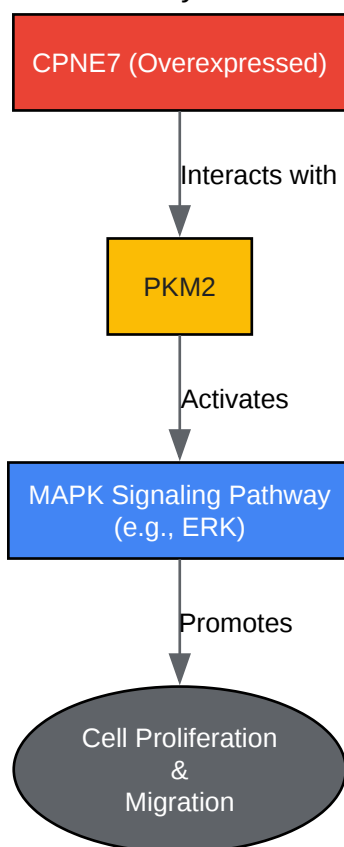 CPNE7 (Overexpressed)
Interacts with
PKM2
Activates
MAPK Signaling Pathway
(e.g., ERK)
Promotes
Cell Proliferation
&
Migration